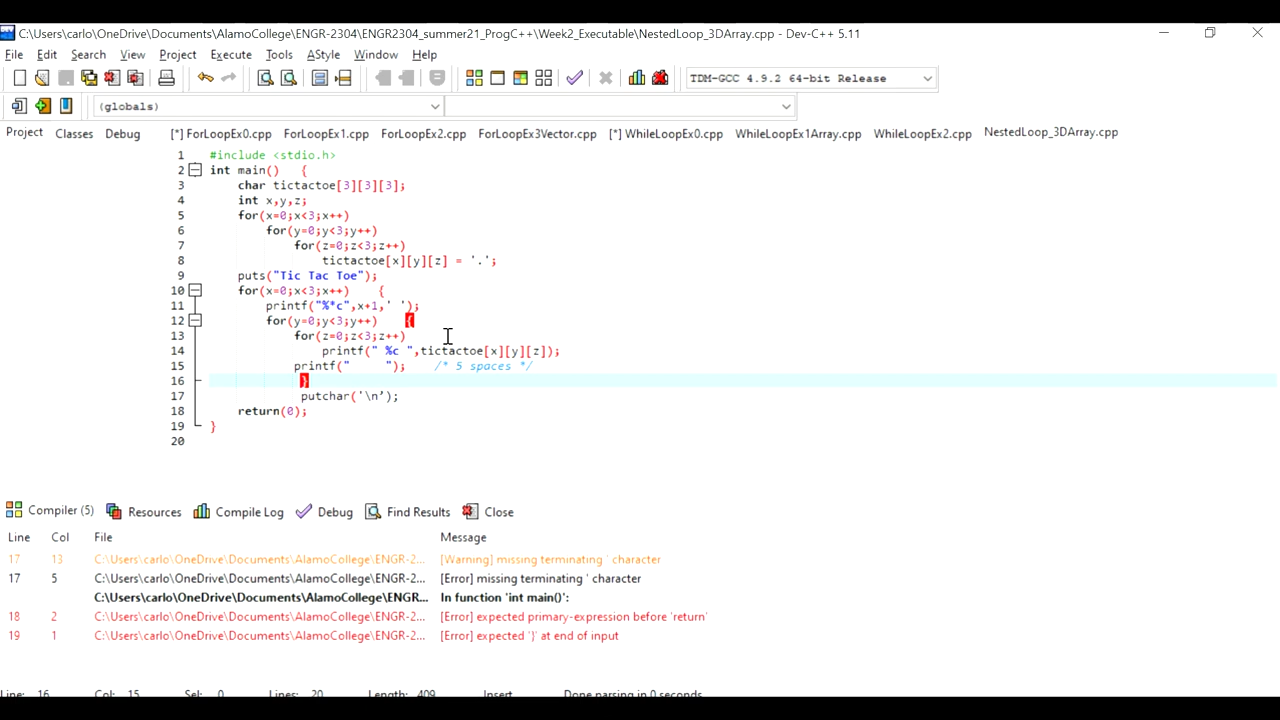 C:\Users\carlo\OneDrive\Documents\AlamoCollege\ENGR-2304\ENGR2304_summer21_ProgC++\Week2_Executable\NestedLoop_3DArray.cpp - Dev-C++ 5.11
File Edit Search View Project Execute Tools AStyle Window Help
TDM-GCC 4.9.2 64-bit Release
(globals)
Project Classes Debug [*] ForLoopEx0.cpp ForLoopEx1.cpp ForLoopEx2.cpp ForLoopEx3Vector.cpp [*] WhileLoopEx0.cpp WhileLoopEx1Array.cpp WhileLoopEx2.cpp NestedLoop_3DArray.cpp
1 #include <stdio.h>
2 int main() {
3 char tictactoe[3][3][3];
4 int x,y,z;
5 for(x=0;x<3;x++)
6 for(y=0;y<3;y++)
7 for(z=0;z<3;z++)
8 tictactoe[x][y][z] = '.';
9 puts("Tic Tac Toe");
10 for(x=0;x<3;x++) {
11 printf("%*c",x+1,' ');
12 for(y=0;y<3;y++) {
13 for(z=0;z<3;z++)
14 printf(" %c ",tictactoe[x][y][z]);
15 printf("     "); /* 5 spaces */
16 }
17 putchar('\n’);
18 return(0);
19 }
20
Compiler (5) Resources Compile Log Debug Find Results Close
Line Col File Message
17 13 C:\Users\carlo\OneDrive\Documents\AlamoCollege\ENGR-2... [Warning] missing terminating ' character
17 5 C:\Users\carlo\OneDrive\Documents\AlamoCollege\ENGR-2... [Error] missing terminating ' character
C:\Users\carlo\OneDrive\Documents\AlamoCollege\ENGR... In function 'int main()':
18 2 C:\Users\carlo\OneDrive\Documents\AlamoCollege\ENGR-2... [Error] expected primary-expression before 'return'
19 1 C:\Users\carlo\OneDrive\Documents\AlamoCollege\ENGR-2... [Error] expected '}' at end of input
Line: 16 Col: 15 Sel: 0 Lines: 20 Length: 409 Insert Done parsing in 0 seconds